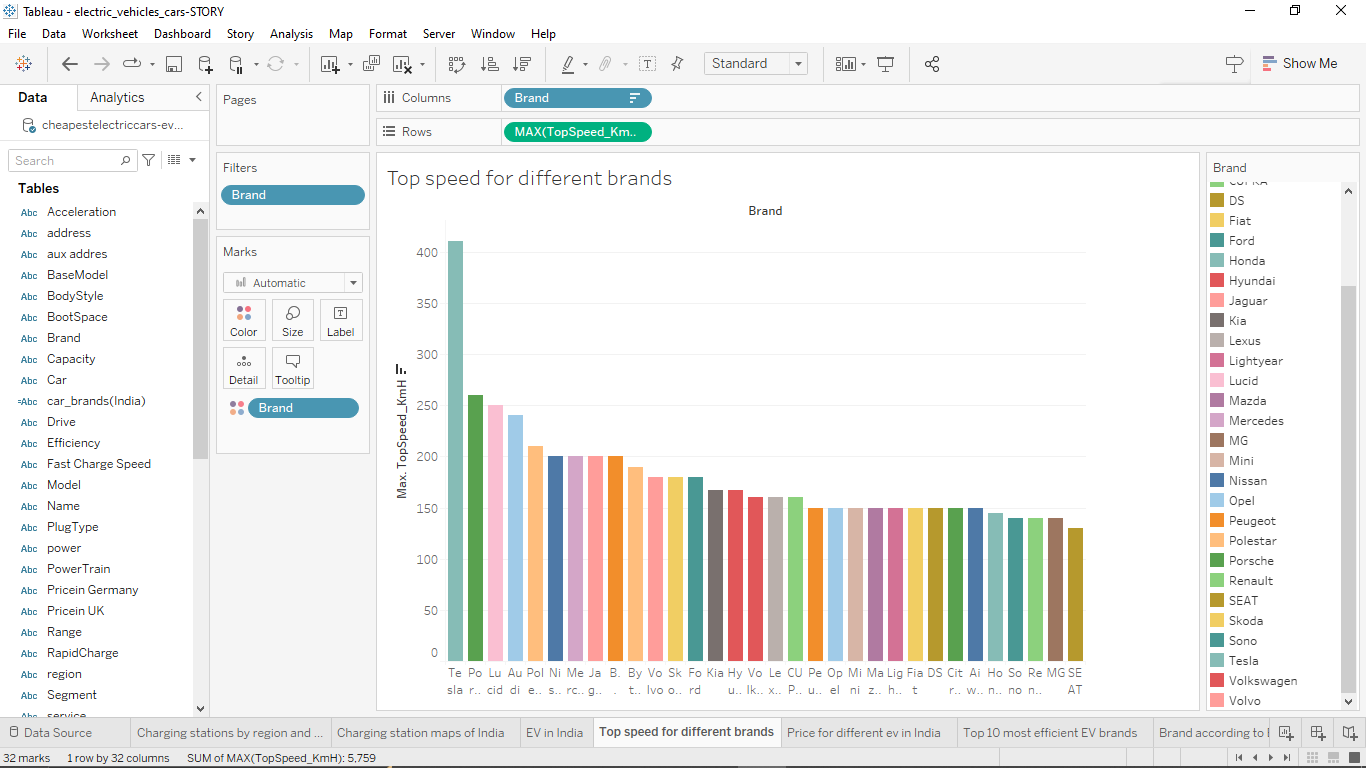 Tableau - electric_vehicles_cars-STORY
File Data Worksheet Dashboard Story Analysis Map Format Server Window Help
Standard
Show Me
Data Analytics
cheapestelectriccars-ev...
Search
Tables
Abc Acceleration
Abc address
Abc aux addres
Abc BaseModel
Abc BodyStyle
Abc BootSpace
Abc Brand
Abc Capacity
Abc Car
=Abc car_brands(India)
Abc Drive
Abc Efficiency
Abc Fast Charge Speed
Abc Model
Abc Name
Abc PlugType
Abc power
Abc PowerTrain
Abc Pricein Germany
Abc Pricein UK
Abc Range
Abc RapidCharge
Abc region
Abc Segment
Abc service
Pages
Filters
Brand
Marks
Automatic
Color Size Label
Detail Tooltip
Brand
Columns Brand
Rows MAX(TopSpeed_Km..
Top speed for different brands
Brand
Max. TopSpeed_KmH
400
350
300
250
200
150
100
50
0
Te Po Lu Au Pol Ni Me Ja B. By Vo Sk Fo Kia Hy Vo Le CU Pe Op Mi Ma Lig Fia DS Citr Ai Ho So Re MG SE
sla r.. cid di e.. s.. rc.. g.. . t.. lvo o.. rd u.. lk.. x.. P.. u.. el ni z.. h.. t r.. w.. n.. no n.. AT
Brand
CUPRA
DS
Fiat
Ford
Honda
Hyundai
Jaguar
Kia
Lexus
Lightyear
Lucid
Mazda
Mercedes
MG
Mini
Nissan
Opel
Peugeot
Polestar
Porsche
Renault
SEAT
Skoda
Sono
Tesla
Volkswagen
Volvo
Data Source Charging stations by region and ... Charging station maps of India EV in India Top speed for different brands Price for different ev in India Top 10 most efficient EV brands Brand according to
32 marks 1 row by 32 columns SUM of MAX(TopSpeed_KmH): 5,759